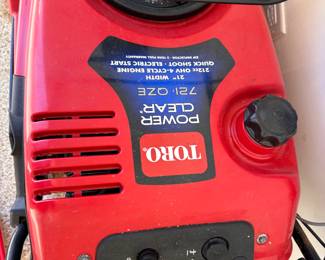 TORO.
POWER
CLEAR
721 QZE
21" WIDTH
212cc OHV 4-CYCLE ENGINE
QUICK SHOOT · ELECTRIC START